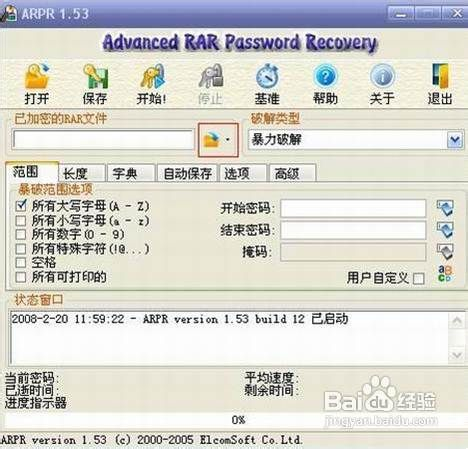 ARPR 1.53
Advanced RAR Password Recovery
打开 保存 开始! 停止 基准 帮助 关于 退出
已加密的RAR文件 破解类型
暴力破解
范围 长度 字典 自动保存 选项 高级
暴破范围选项
所有大写字母(A - Z) 开始密码:
所有小写字母(a - z)
所有数字(0 - 9) 结束密码:
所有特殊字符(!@...)
空格 掩码:
所有可打印的 用户自定义
状态窗口
2008-2-20 11:59:22 - ARPR version 1.53 build 12 已启动
当前密码: 平均速度:
已逝时间: 剩余时间:
进度指示器
0%
ARPR version 1.53 (c) 2000-2005 ElcomSoft Co.Ltd.
Baidu 经验
jingyan.baidu.com